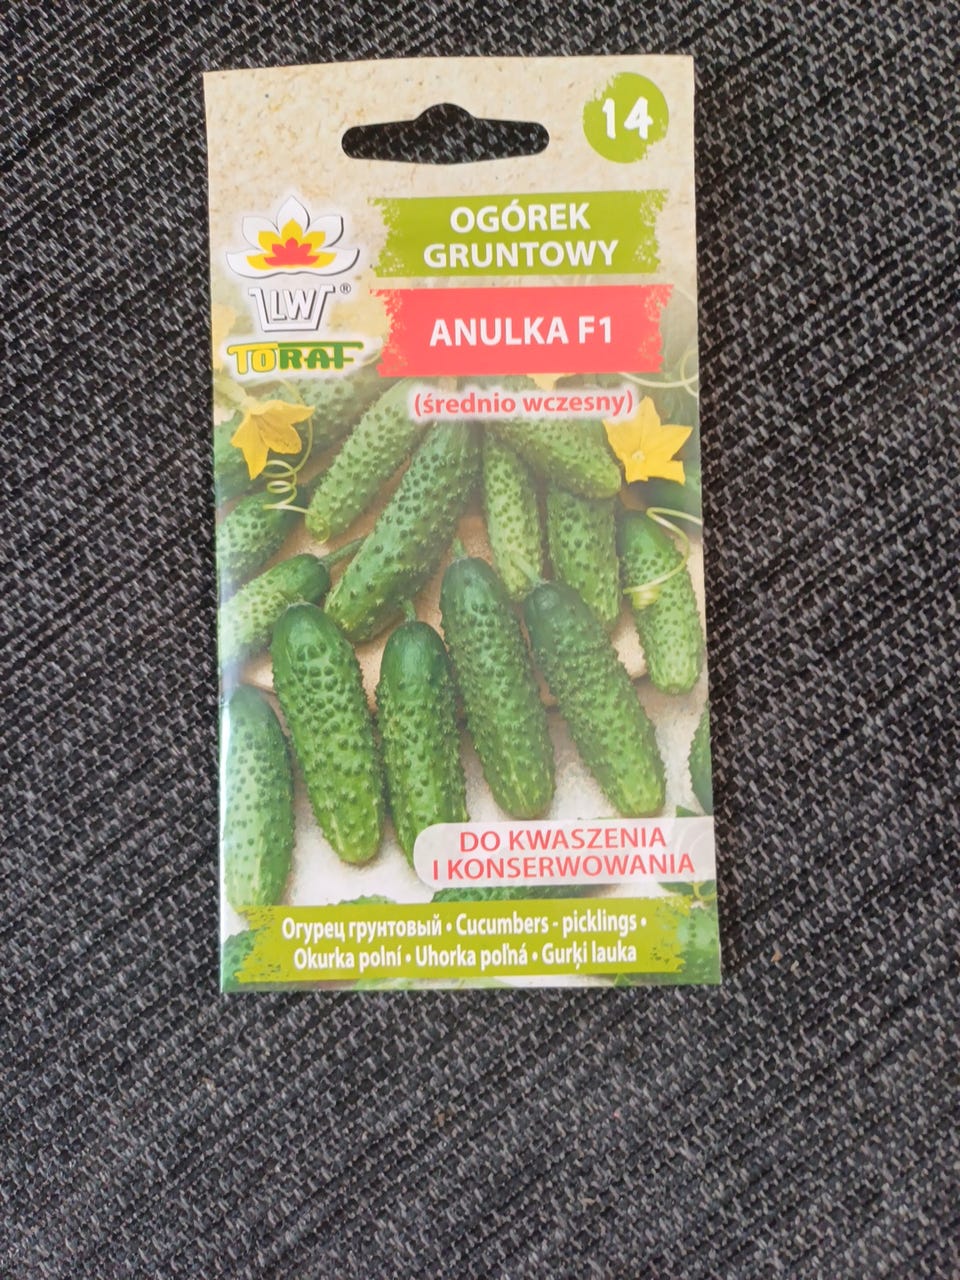 14
OGÓREK
GRUNTOWY
LW®
TORAF
ANULKA F1
(średnio wczesny)
DO KWASZENIA
I KONSERWOWANIA
Огурец грунтовый • Cucumbers - picklings •
Okurka polní • Uhorka poľná • Gurķi lauka